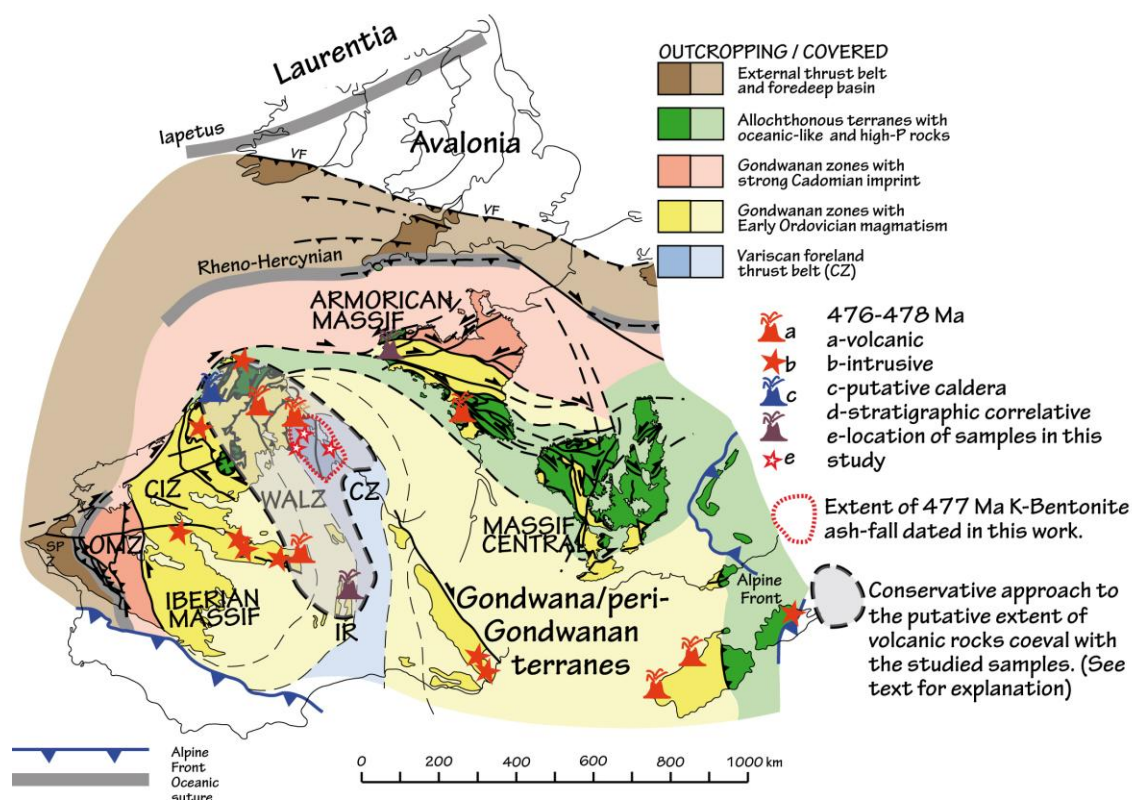 Laurentia
Iapetus
VF
Avalonia
VF
Rheno-Hercynian
ARMORICAN
MASSIF
CIZ
WALZ
CZ
OMZ
SP
Z
IBERIAN
MASSIF
IR
MASSIF
CENTRAL
Gondwana/peri-
Gondwanan
terranes
Alpine
Front
OUTCROPPING / COVERED
External thrust belt
and foredeep basin
Allochthonous terranes with
oceanic-like and high-P rocks
Gondwanan zones with
strong Cadomian imprint
Gondwanan zones with
Early Ordovician magmatism
Variscan foreland
thrust belt (CZ)
476-478 Ma
a a-volcanic
b b-intrusive
c c-putative caldera
d-stratigraphic correlative
e-location of samples in this
e study
Extent of 477 Ma K-Bentonite
ash-fall dated in this work.
Conservative approach to
the putative extent of
volcanic rocks coeval with
the studied samples. (See
text for explanation)
Alpine
Front
Oceanic
suture
0 200 400 600 800 1000 km